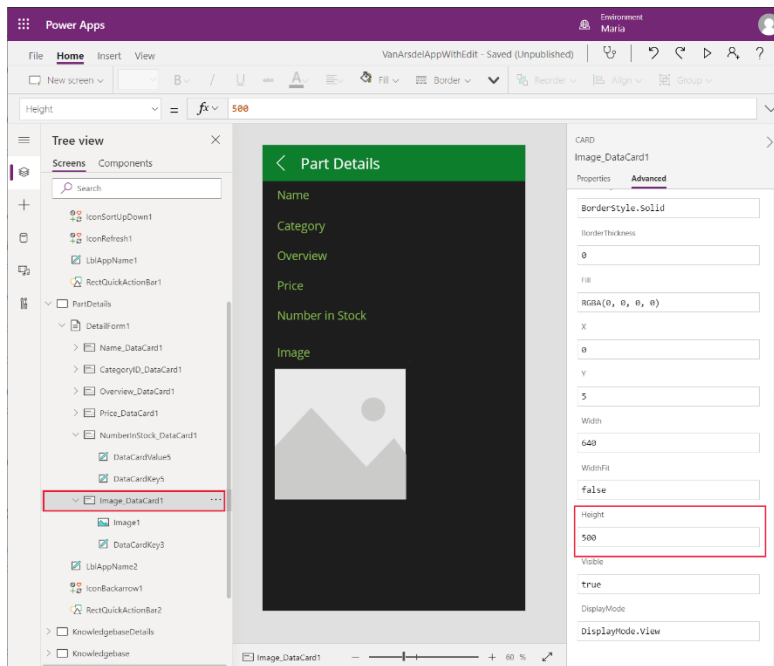 Power Apps
Environment
Maria
File Home Insert View
VanArsdelAppWithEdit - Saved (Unpublished)
New screen
B
U
abc
A
Fill
Border
Reorder
Align
Group
Height
= fx 500
Tree view
Screens Components
Search
IconSortUpDown1
IconRefresh1
LblAppName1
RectQuickActionBar1
PartDetails
DetailForm1
Name_DataCard1
CategoryID_DataCard1
Overview_DataCard1
Price_DataCard1
NumberInStock_DataCard1
DataCardValue5
DataCardKey5
Image_DataCard1
Image1
DataCardKey3
LblAppName2
IconBackarrow1
RectQuickActionBar2
KnowledgebaseDetails
Knowledgebase
Part Details
Name
Category
Overview
Price
Number in Stock
Image
Image_DataCard1
60 %
CARD
Image_DataCard1
Properties Advanced
BorderStyle.Solid
BorderThickness
0
Fill
RGBA(0, 0, 0, 0)
X
0
Y
5
Width
640
WidthFit
false
Height
500
Visible
true
DisplayMode
DisplayMode.View